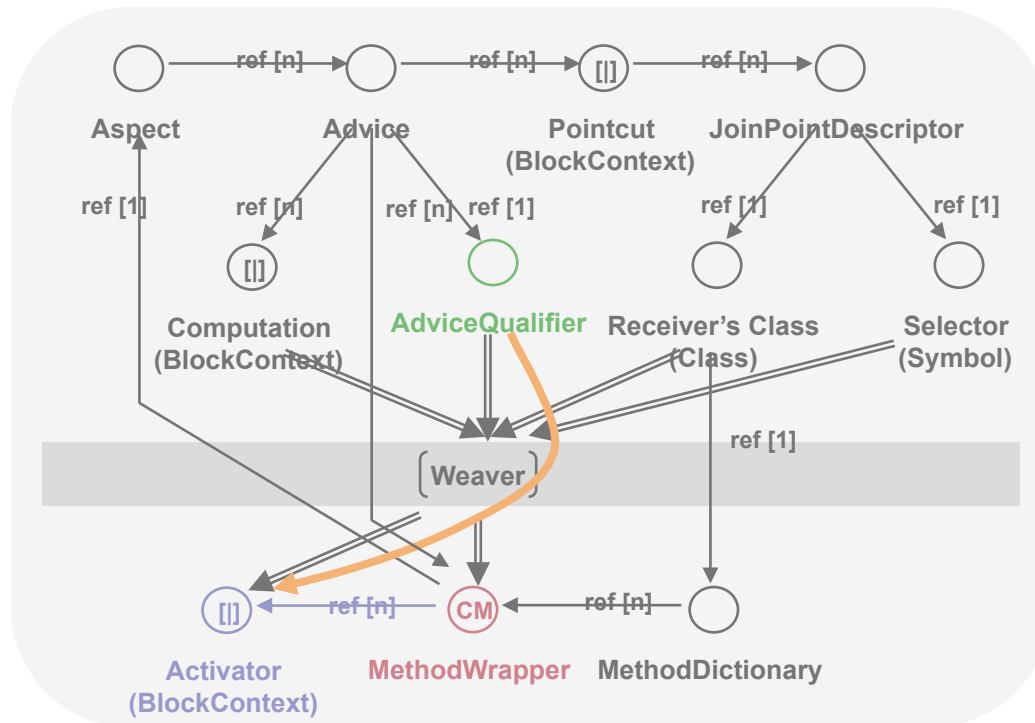 ref [n]
ref [n]
[|]
ref [n]
Aspect
Advice
Pointcut
(BlockContext)
JoinPointDescriptor
ref [1]
ref [n]
ref [n]
ref [1]
ref [1]
ref [1]
[|]
Computation
(BlockContext)
AdviceQualifier
Receiver's Class
(Class)
Selector
(Symbol)
ref [1]
Weaver
[|]
ref [n]
CM
ref [n]
Activator
(BlockContext)
MethodWrapper
MethodDictionary